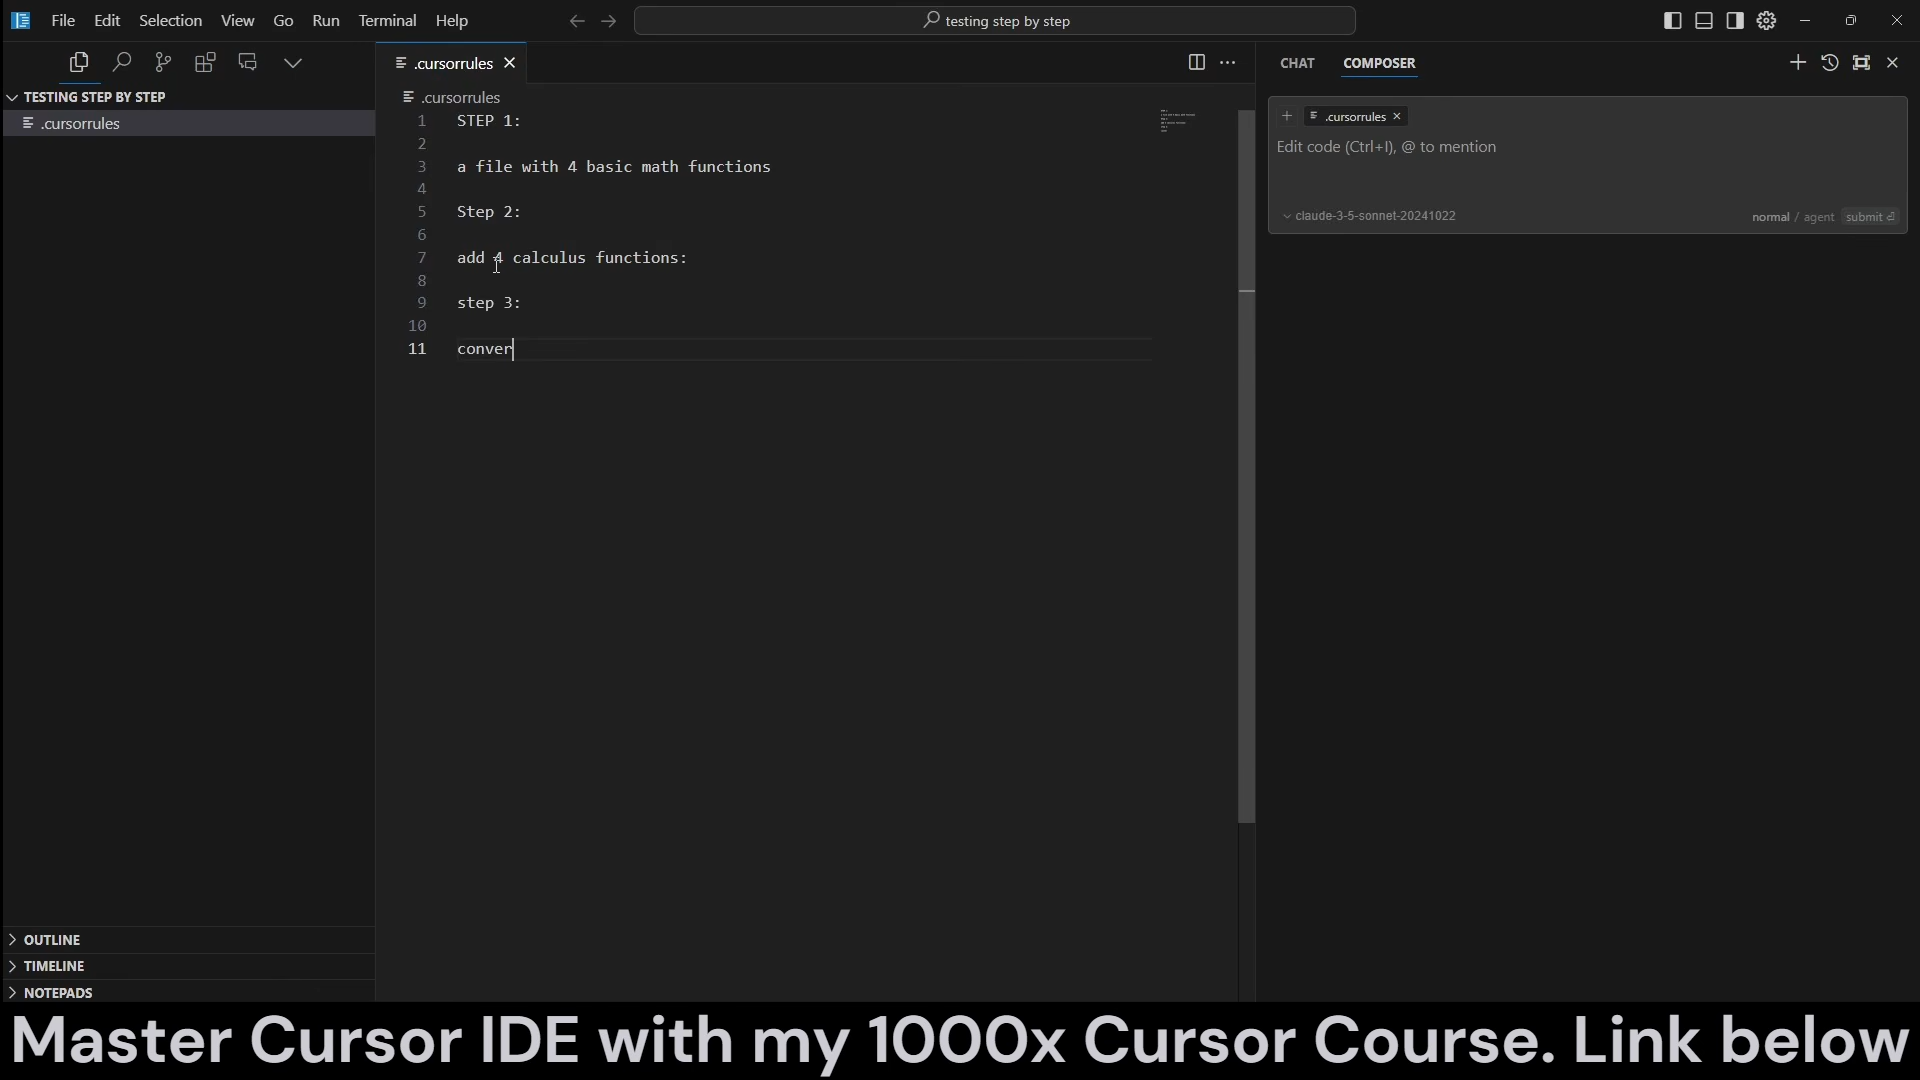 File Edit Selection View Go Run Terminal Help
testing step by step
.cursorrules
CHAT COMPOSER
TESTING STEP BY STEP
.cursorrules
.cursorrules
1 STEP 1:
2
3 a file with 4 basic math functions
4
5 Step 2:
6
7 add 4 calculus functions:
8
9 step 3:
10
11 conver
.cursorrules
Edit code (Ctrl+I), @ to mention
claude-3-5-sonnet-20241022
normal / agent submit
OUTLINE
TIMELINE
NOTEPADS
Master Cursor IDE with my 1000x Cursor Course. Link below